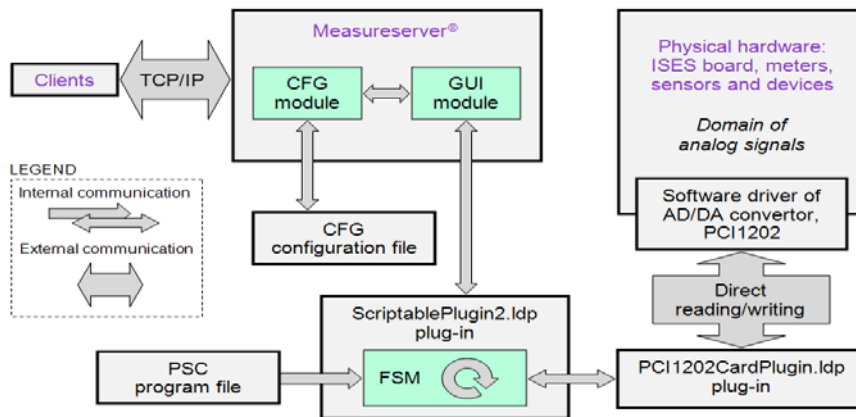 Measureserver®
Clients
TCP/IP
CFG
module
GUI
module
Physical hardware:
ISES board, meters,
sensors and devices
Domain of
analog signals
LEGEND
Internal communication
External communication
CFG
configuration file
Software driver of
AD/DA convertor,
PCI1202
Direct
reading/writing
ScriptablePlugin2.ldp
plug-in
PSC
program file
FSM
PCI1202CardPlugin.ldp
plug-in